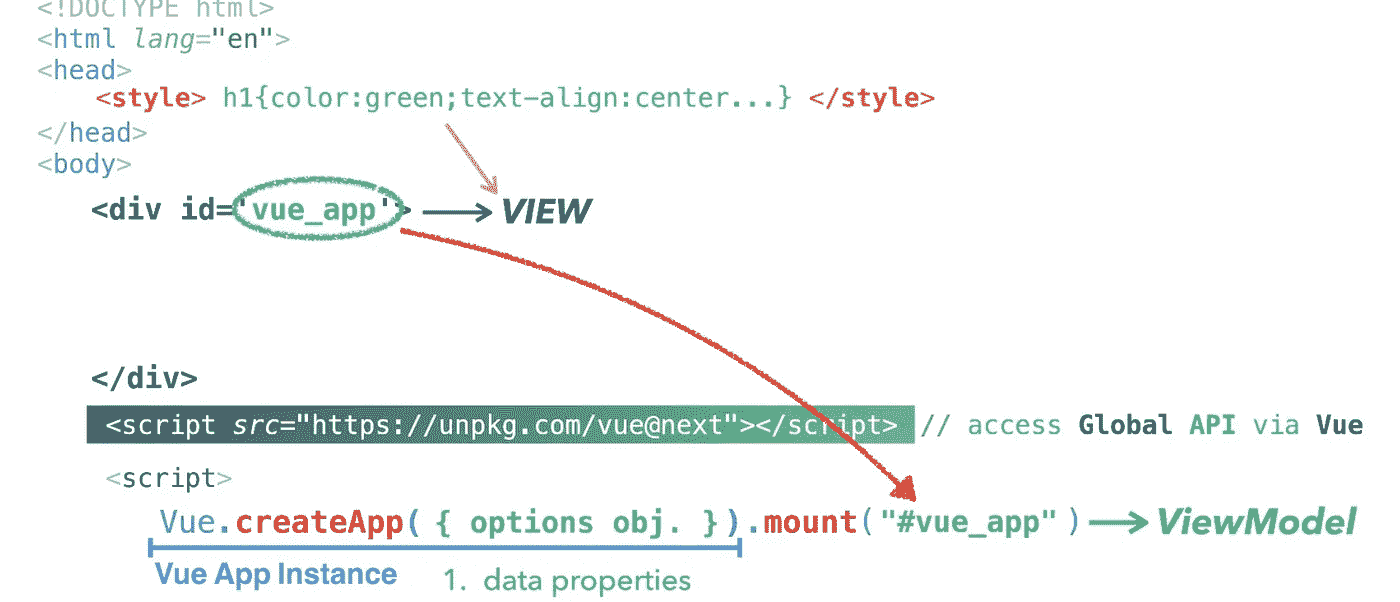 <!DOCTYPE html>
<html lang="en">
<head>
<style> h1{color:green;text-align:center...} </style>
</head>
<body>
<div id='vue_app'> VIEW
</div>
<script src="https://unpkg.com/vue@next"></script> // access Global API via Vue
<script>
Vue.createApp( { options obj. } ).mount("#vue_app" ) ViewModel
Vue App Instance 1. data properties